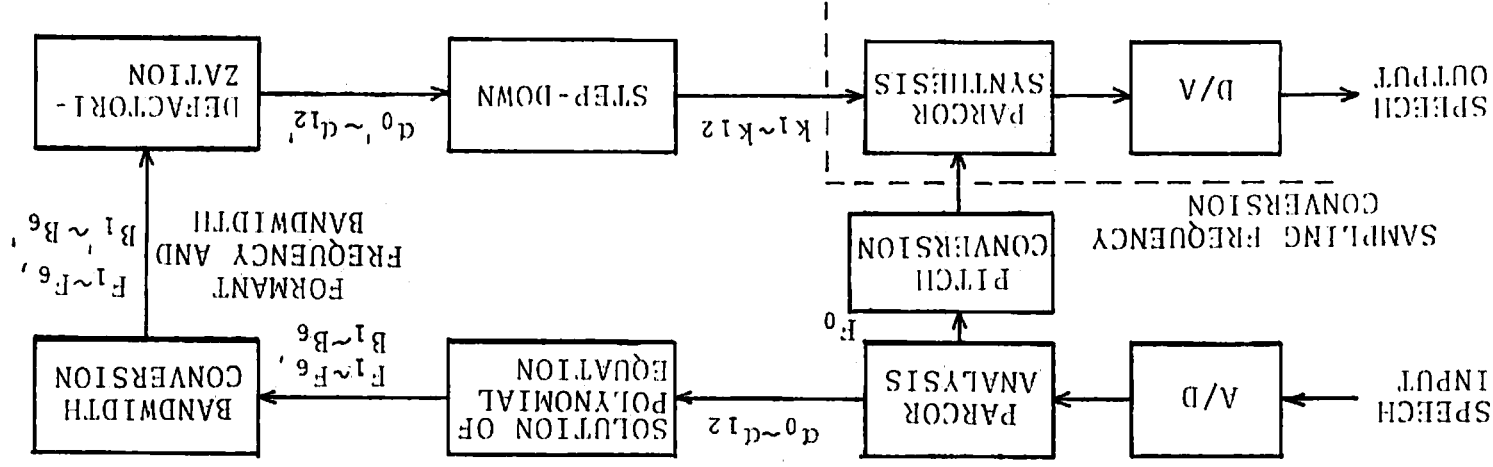 SPEECH
INPUT
A/D
PARCOR
ANALYSIS
α₀~α₁₂
SOLUTION OF
POLYNOMIAL
EQUATION
F₁~F₆,
B₁~B₆
BANDWIDTH
CONVERSION
F₀
PITCH
CONVERSION
SAMPLING FREQUENCY
CONVERSION
FORMANT
FREQUENCY AND
BANDWIDTH
F₁~F₆,
B₁' ~ B₆'
SPEECH
OUTPUT
D/A
PARCOR
SYNTHESIS
k₁~k₁₂
STEP-DOWN
α₀'~α₁₂'
DEFACTORI-
ZATION